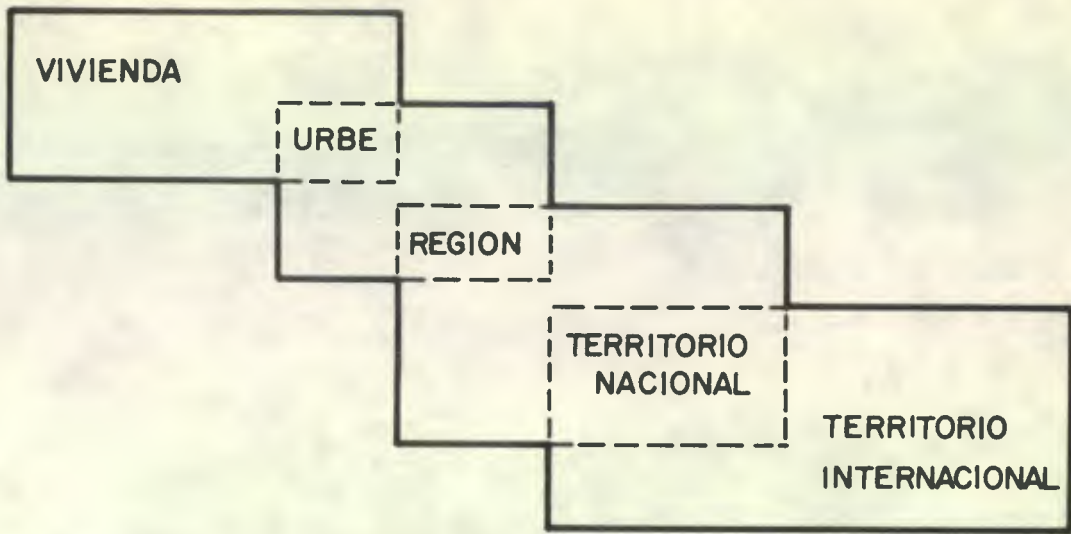 VIVIENDA
URBE
REGION
TERRITORIO
NACIONAL
TERRITORIO
INTERNACIONAL